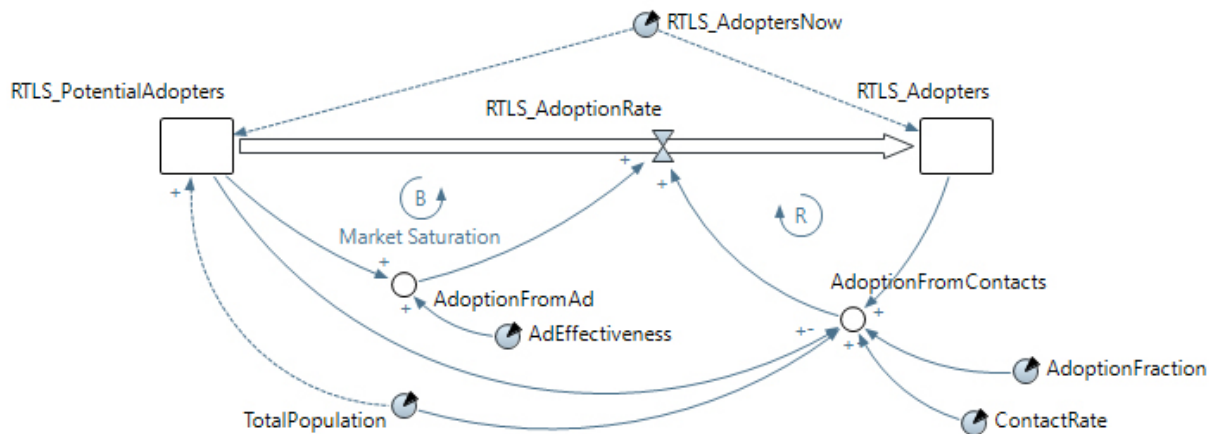 RTLS_AdoptersNow
RTLS_PotentialAdopters
RTLS_Adopters
RTLS_AdoptionRate
+
+
+
B
R
Market Saturation
+
AdoptionFromContacts
AdoptionFromAd
+
+
AdEffectiveness
+-
+
AdoptionFraction
TotalPopulation
ContactRate